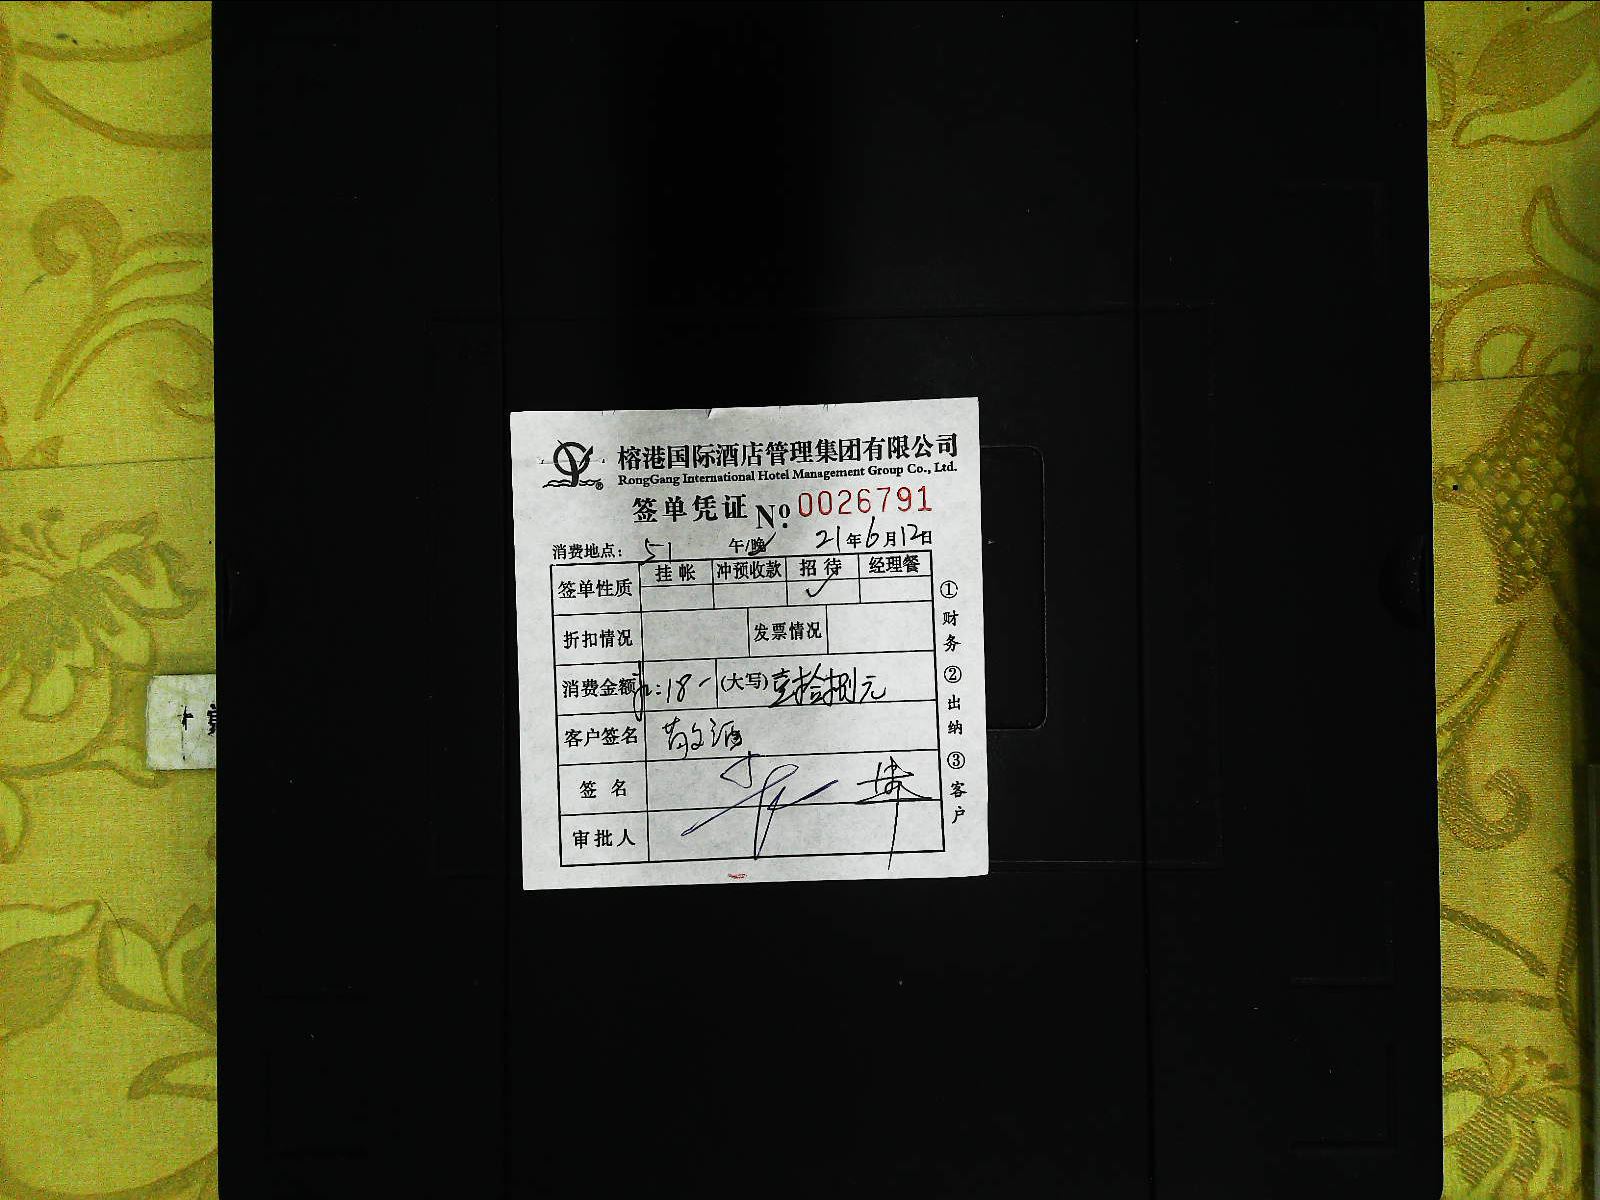 榕港国际酒店管理集团有限公司
RongGang International Hotel Management Group Co., Ltd.
签单凭证 Nº 0026791
消费地点: 51 午/晚 21年6月12日
签单性质 挂帐 冲预收款 招待 经理餐
折扣情况 发票情况
消费金额 18 (大写) 壹拾捌元
客户签名 敬酒
签名
审批人
①财务 ②出纳 ③客户